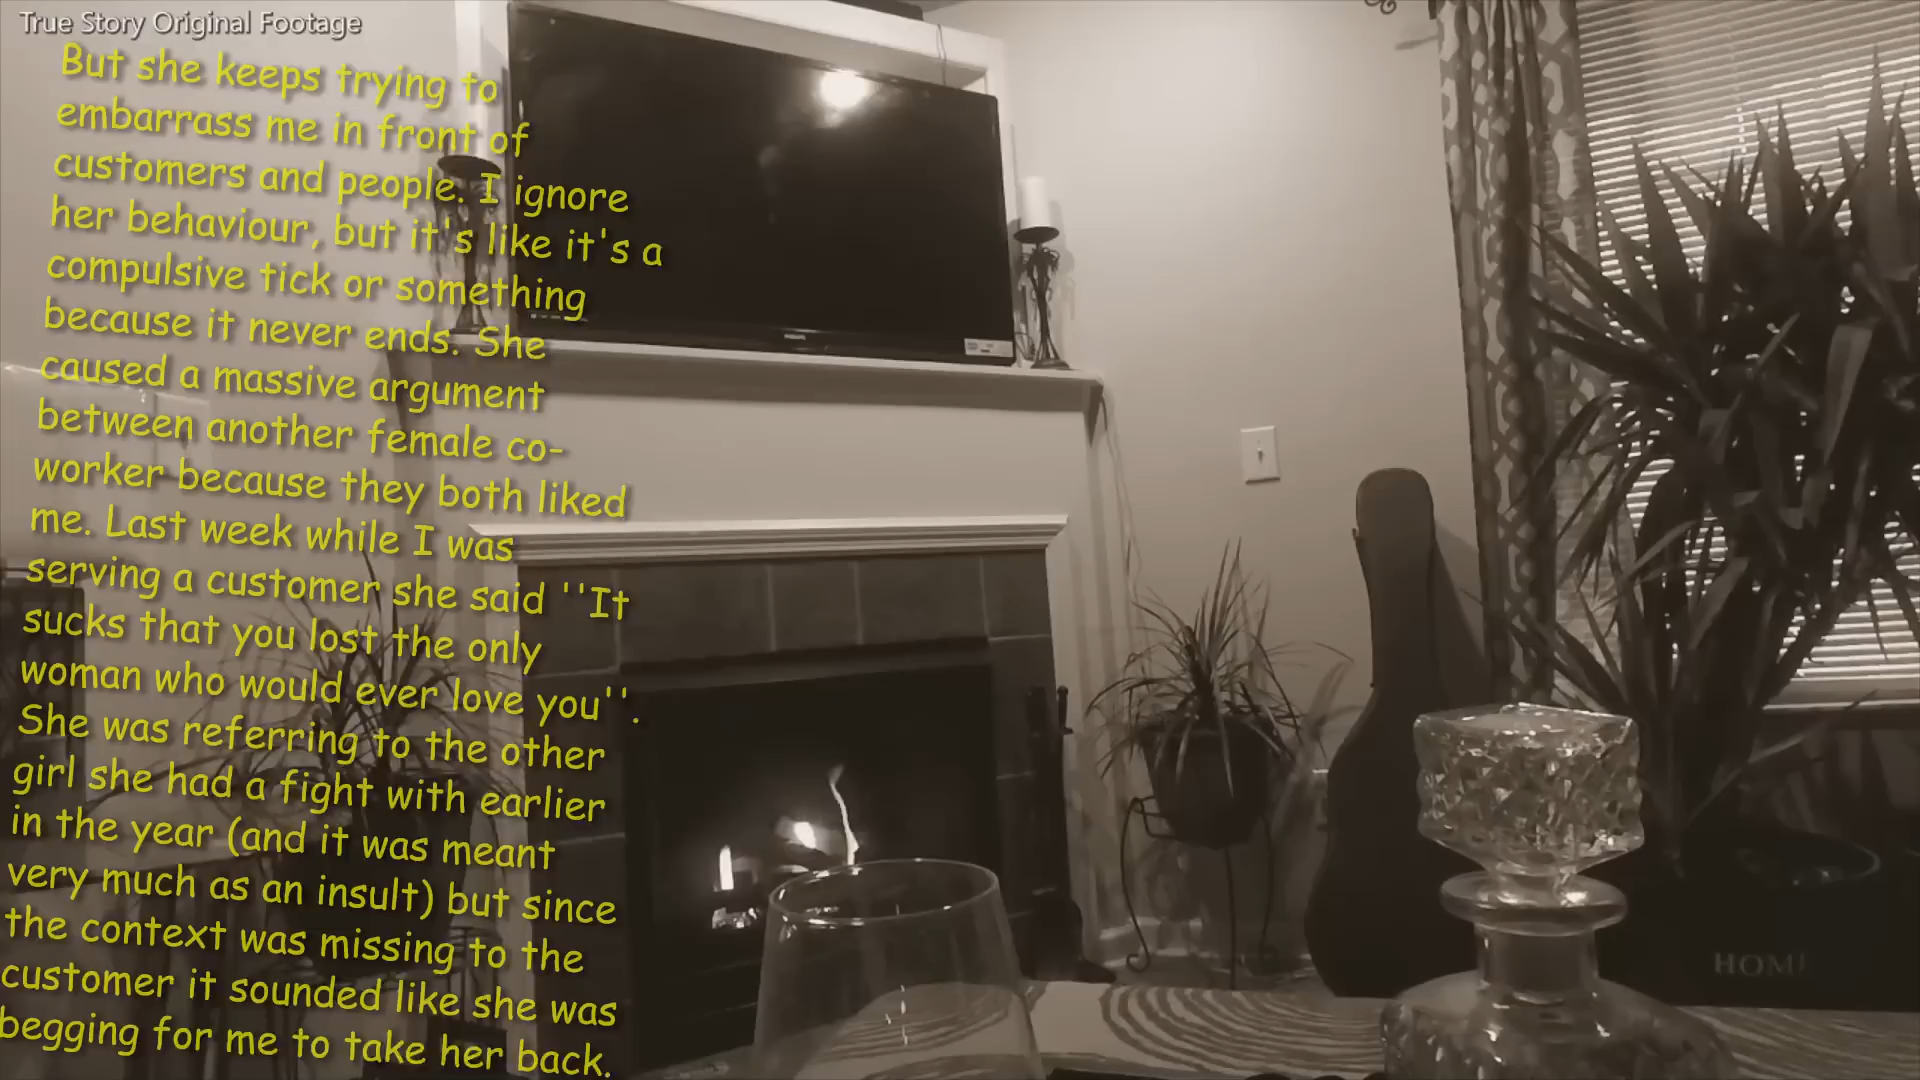 True Story Original Footage
But she keeps trying to
embarrass me in front of
customers and people. I ignore
her behaviour, but it's like it's a
compulsive tick or something
because it never ends. She
caused a massive argument
between another female co-
worker because they both liked
me. Last week while I was
serving a customer she said ''It
sucks that you lost the only
woman who would ever love you''.
She was referring to the other
girl she had a fight with earlier
in the year (and it was meant
very much as an insult) but since
the context was missing to the
customer it sounded like she was
begging for me to take her back.
PHILIPS
HOME